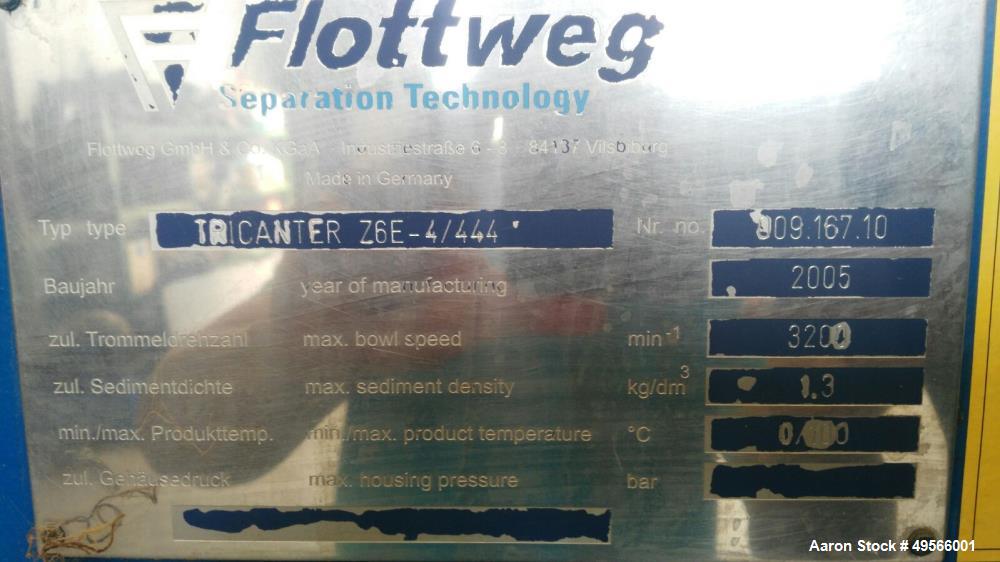 Flottweg
Separation Technology
Flottweg GmbH & Co. KGaA Industriestraße 6 - 8 84137 Vilsbiburg
Made in Germany
Typ type TRICANTER Z6E-4/444 Nr. no. 809.167.10
Baujahr year of manufacturing 2005
zul. Trommeldrehzahl max. bowl speed min-1 3200
zul. Sedimentdichte max. sediment density kg/dm3 1.3
min./max. Produkttemp. min./max. product temperature °C
zul. Gehäusedruck max. housing pressure bar
Aaron Stock # 49566001